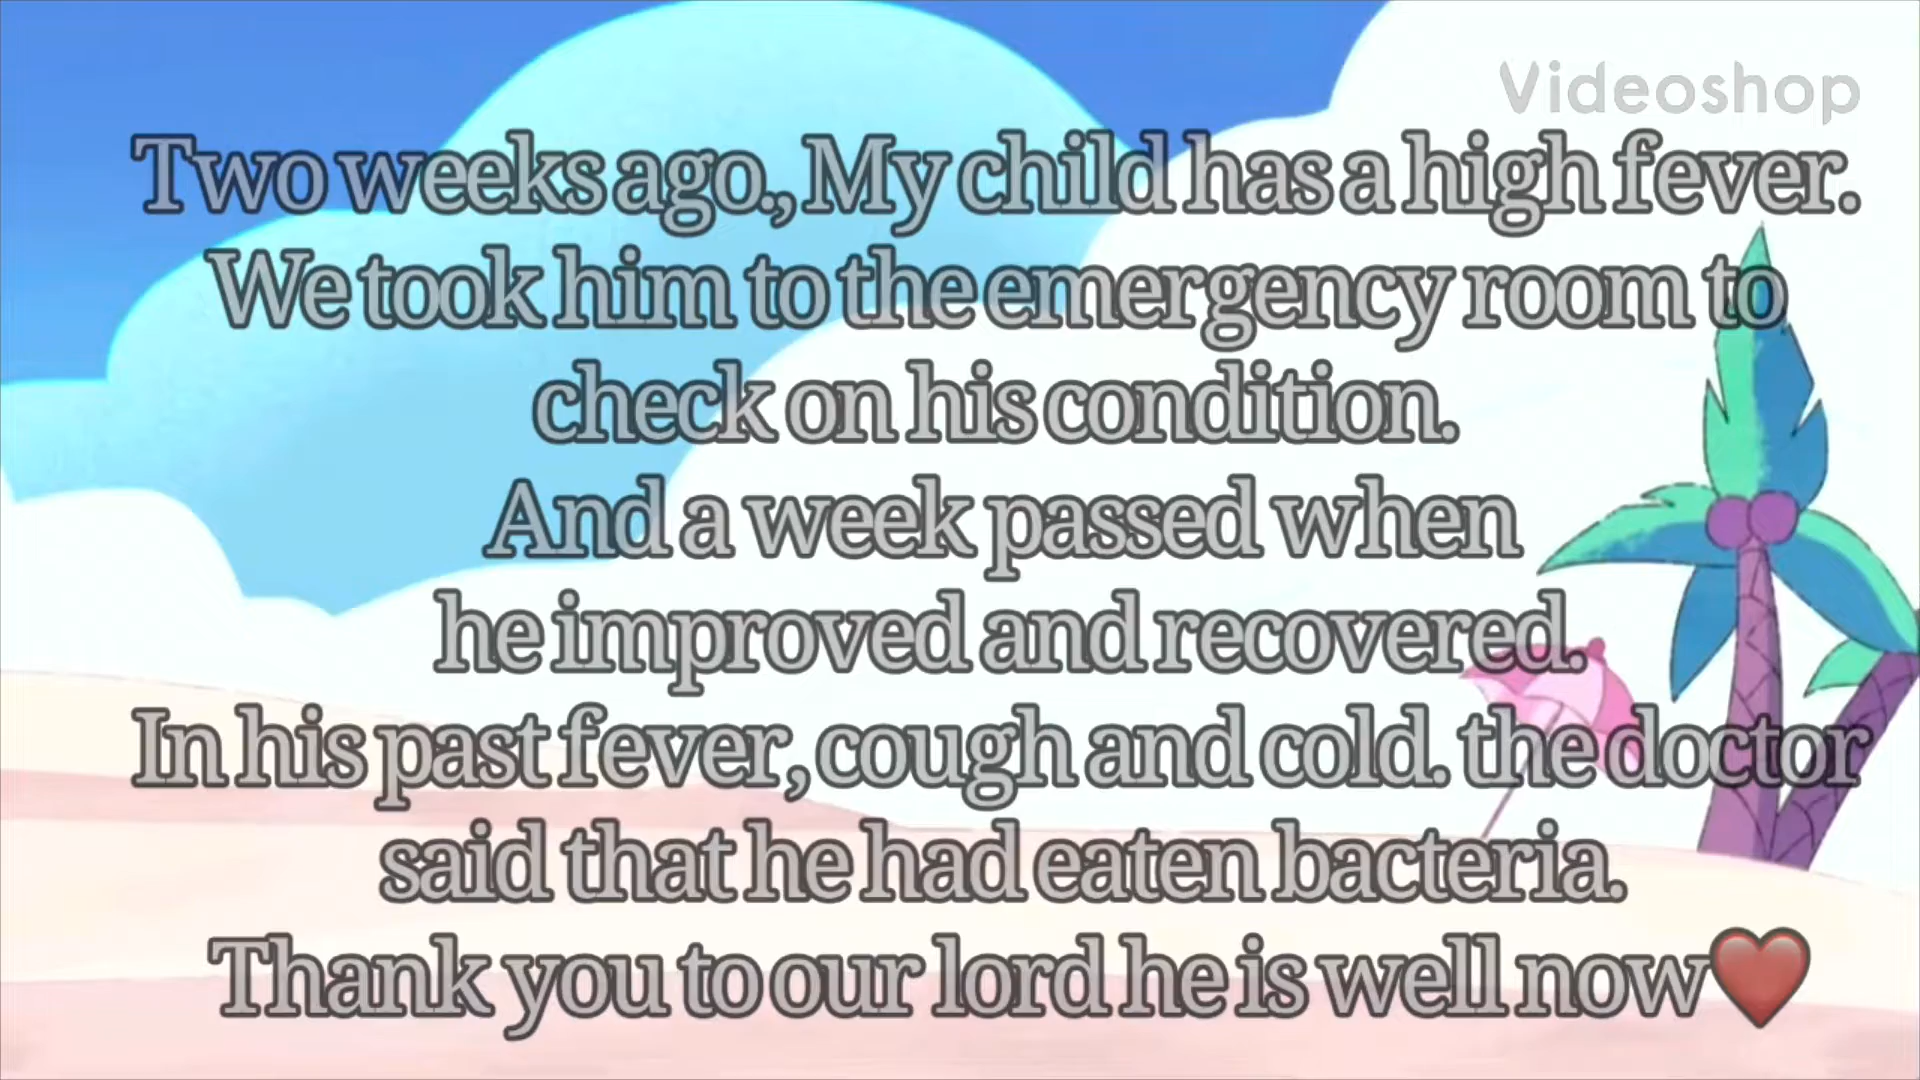 Videoshop
Two weeks ago., My child has a high fever.
We took him to the emergency room to
check on his condition.
And a week passed when
he improved and recovered.
In his past fever, cough and cold. the doctor
said that he had eaten bacteria.
Thank you to our lord he is well now❤️